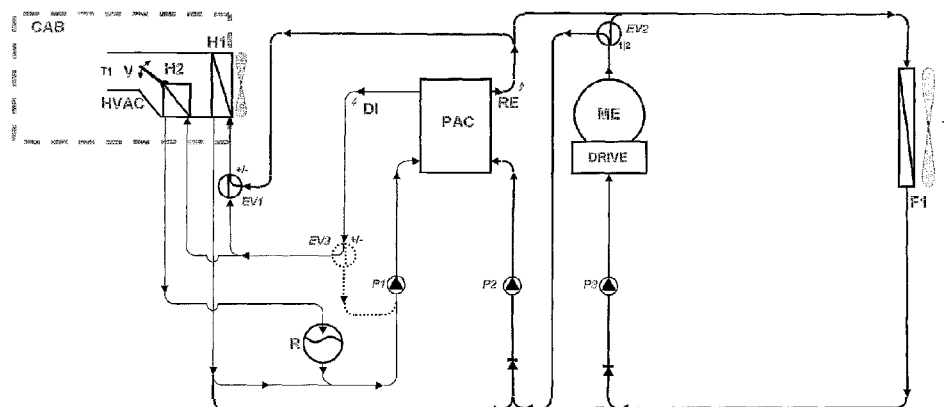 CAB
H1
EV2
1|2
T1
V
H2
HVAC
DI
PAC
RE
ME
DRIVE
F1
+/-
EV1
EV3
+/-
P1
P2
P3
R